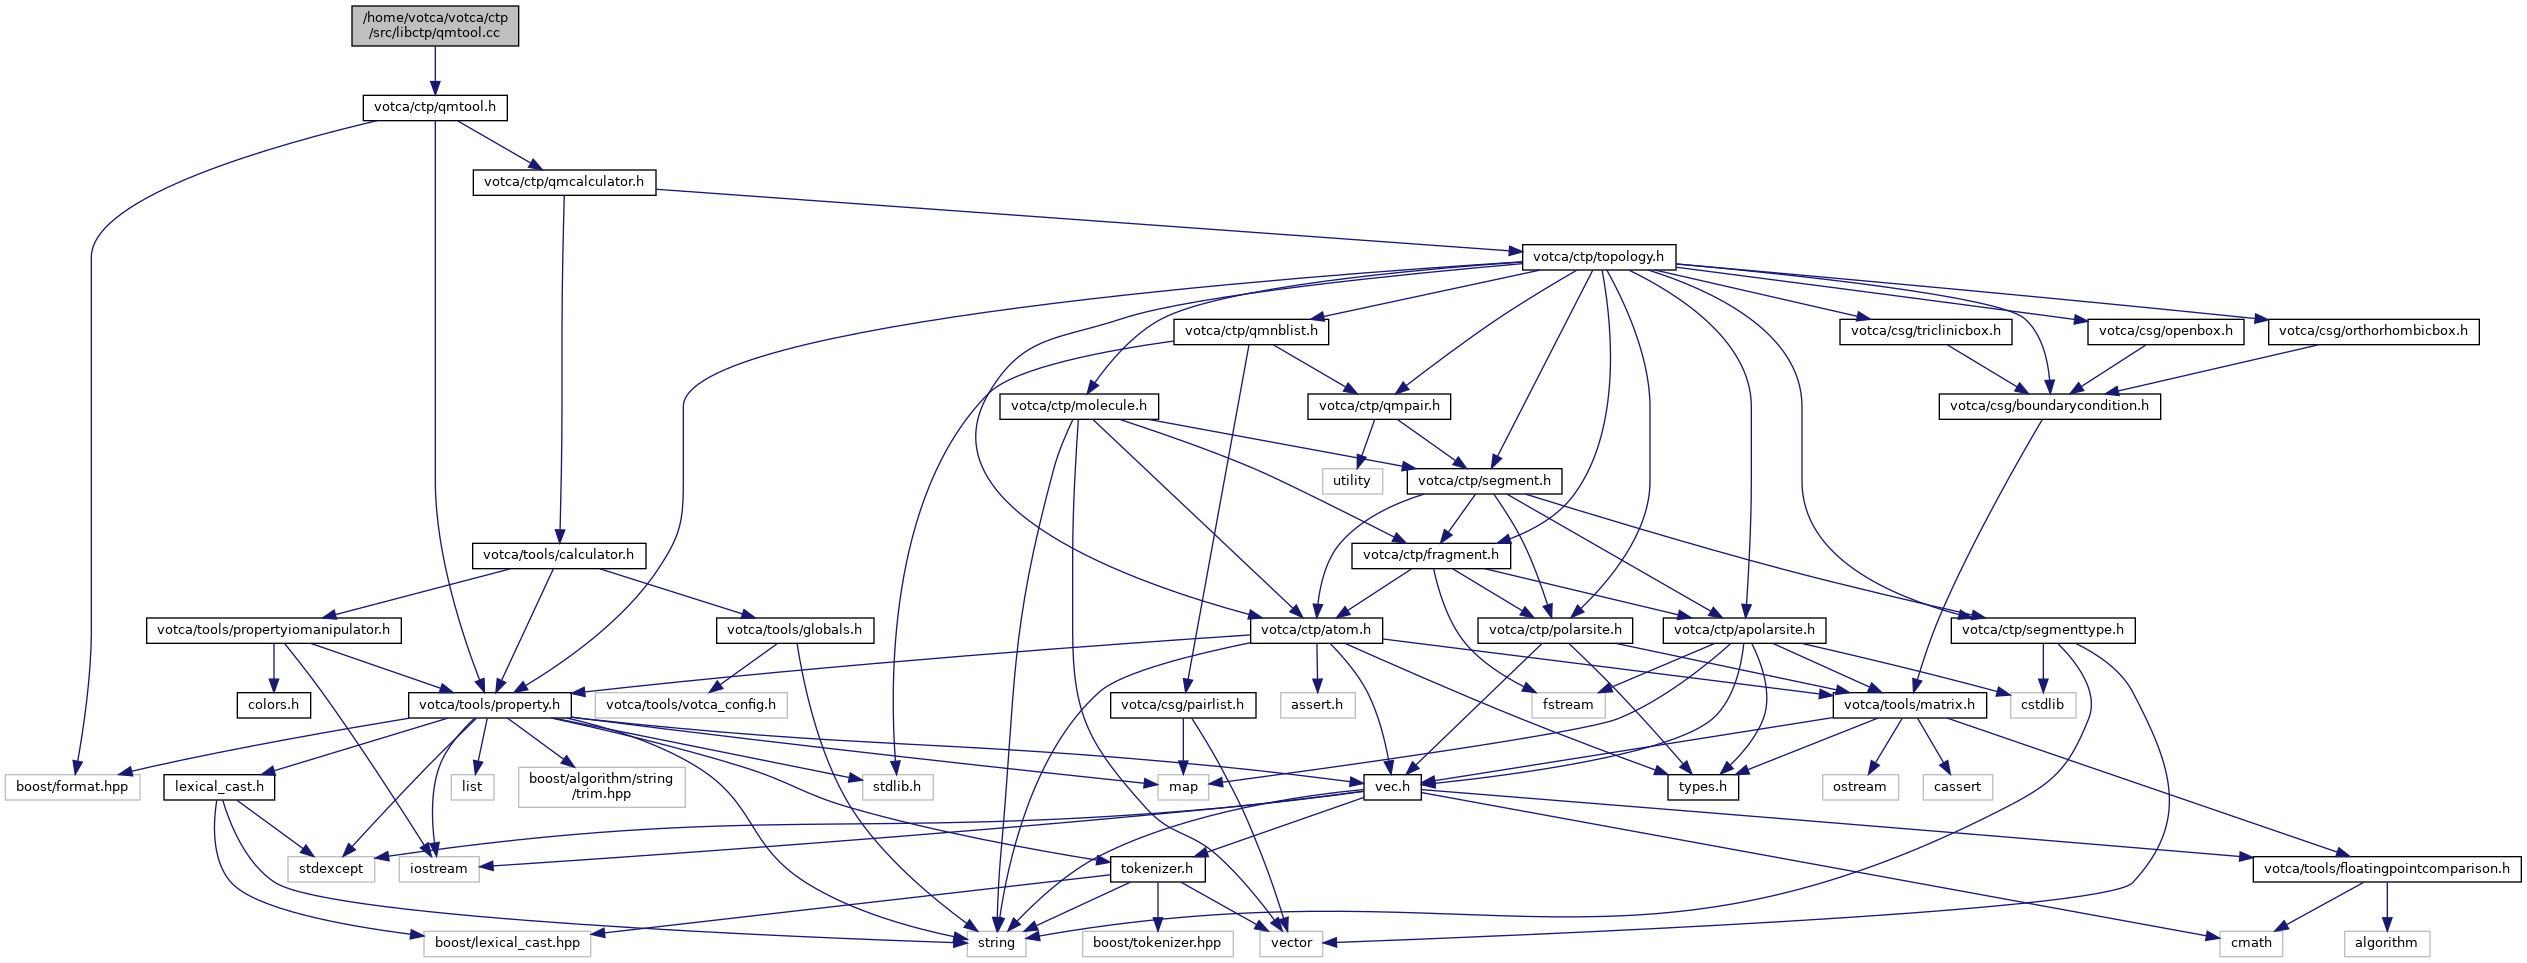 /home/votca/votca/ctp
/src/libctp/qmtool.cc
votca/ctp/qmtool.h
votca/ctp/qmcalculator.h
votca/ctp/topology.h
votca/ctp/qmnblist.h
votca/csg/triclinicbox.h
votca/csg/openbox.h
votca/csg/orthorhombicbox.h
votca/ctp/molecule.h
votca/ctp/qmpair.h
votca/csg/boundarycondition.h
utility
votca/ctp/segment.h
votca/tools/calculator.h
votca/ctp/fragment.h
votca/tools/propertyiomanipulator.h
votca/tools/globals.h
votca/ctp/atom.h
votca/ctp/polarsite.h
votca/ctp/apolarsite.h
votca/ctp/segmenttype.h
colors.h
votca/tools/property.h
votca/tools/votca_config.h
votca/csg/pairlist.h
assert.h
fstream
votca/tools/matrix.h
cstdlib
boost/format.hpp
lexical_cast.h
list
boost/algorithm/string
/trim.hpp
stdlib.h
map
vec.h
types.h
ostream
cassert
stdexcept
iostream
tokenizer.h
votca/tools/floatingpointcomparison.h
boost/lexical_cast.hpp
string
boost/tokenizer.hpp
vector
cmath
algorithm